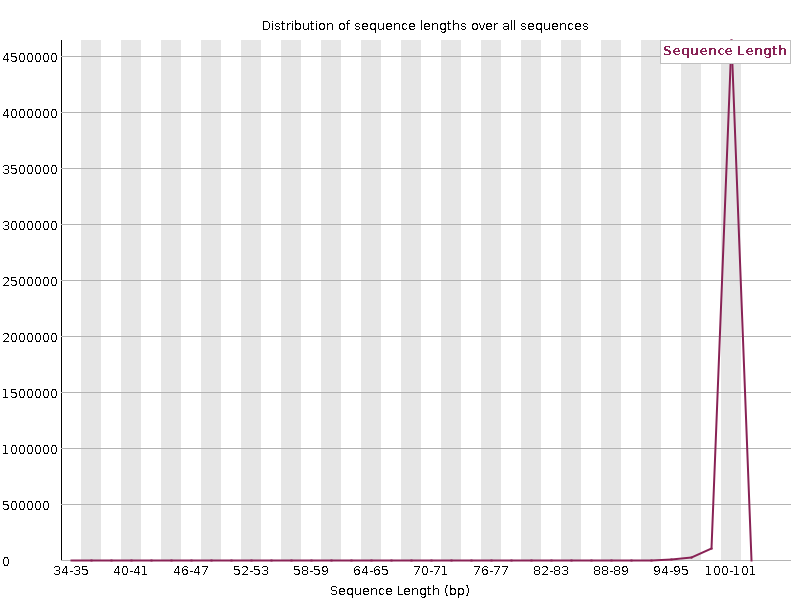 Distribution of sequence lengths over all sequences
Sequence Length
4500000
4000000
3500000
3000000
2500000
2000000
1500000
1000000
500000
0
34-35 40-41 46-47 52-53 58-59 64-65 70-71 76-77 82-83 88-89 94-95 100-101
Sequence Length (bp)